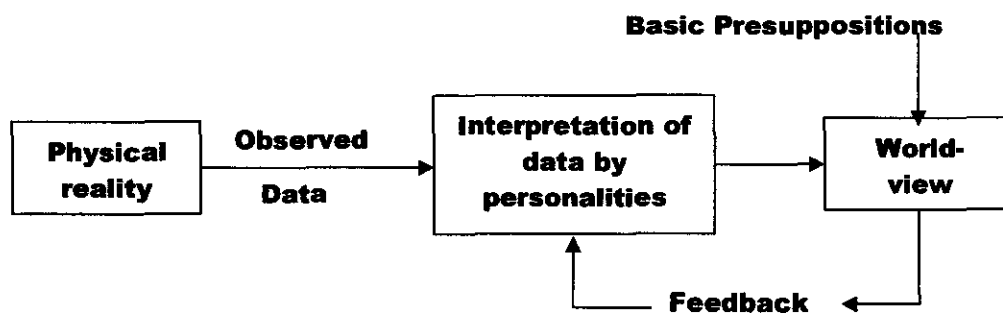 Basic Presuppositions
Physical
reality
Observed
Data
Interpretation of
data by
personalities
World-
view
Feedback